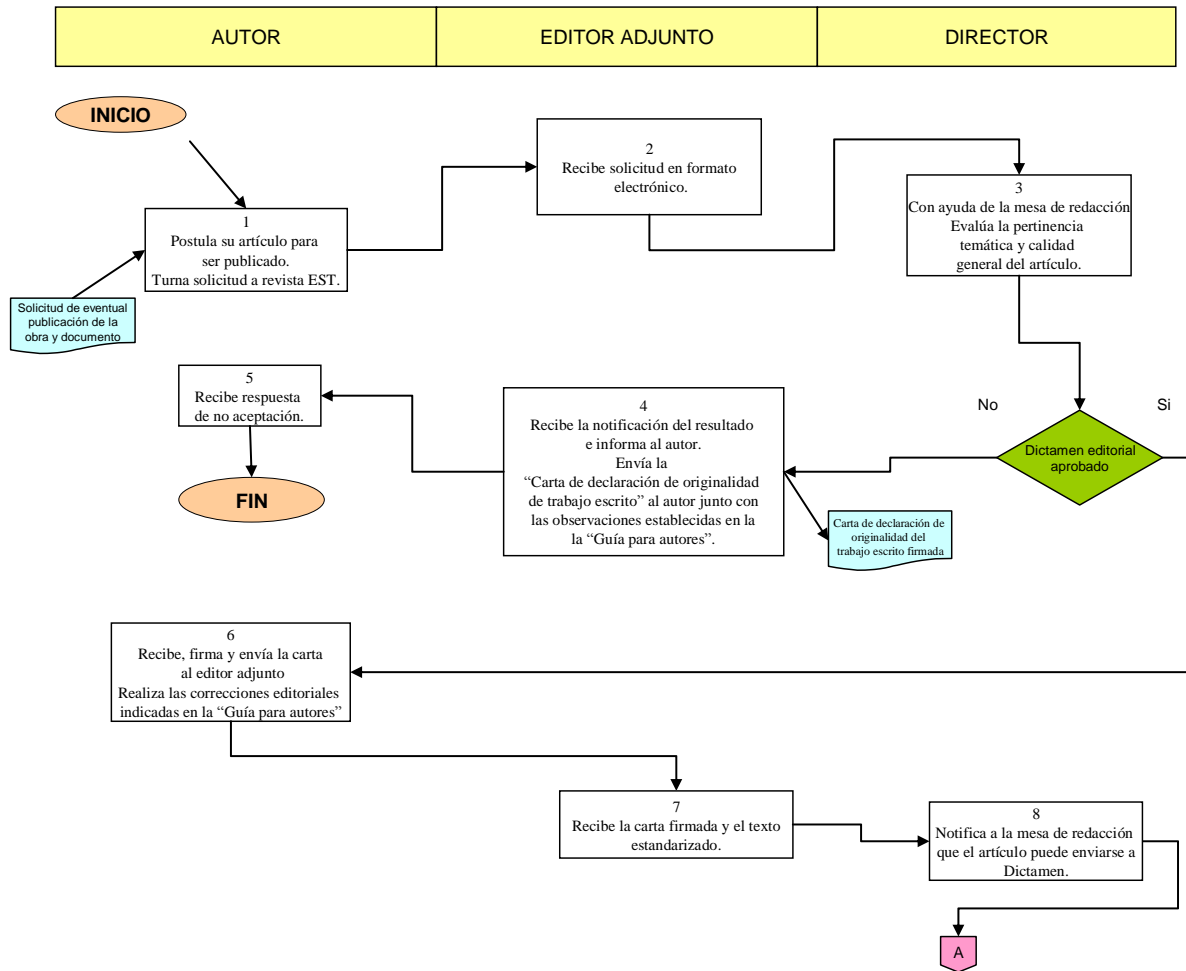 AUTOR
EDITOR ADJUNTO
DIRECTOR
INICIO
1
Postula su artículo para
ser publicado.
Turna solicitud a revista EST.
2
Recibe solicitud en formato
electrónico.
3
Con ayuda de la mesa de redacción
Evalúa la pertinencia
temática y calidad
general del artículo.
Solicitud de eventual
publicación de la
obra y documento
5
Recibe respuesta
de no aceptación.
4
Recibe la notificación del resultado
e informa al autor.
Envía la
“Carta de declaración de originalidad
de trabajo escrito” al autor junto con
las observaciones establecidas en la
la “Guía para autores”.
No
Si
Dictamen editorial
aprobado
FIN
Carta de declaración de
originalidad del
trabajo escrito firmada
6
Recibe, firma y envía la carta
al editor adjunto
Realiza las correcciones editoriales
indicadas en la “Guía para autores”
7
Recibe la carta firmada y el texto
estandarizado.
8
Notifica a la mesa de redacción
que el artículo puede enviarse a
Dictamen.
A